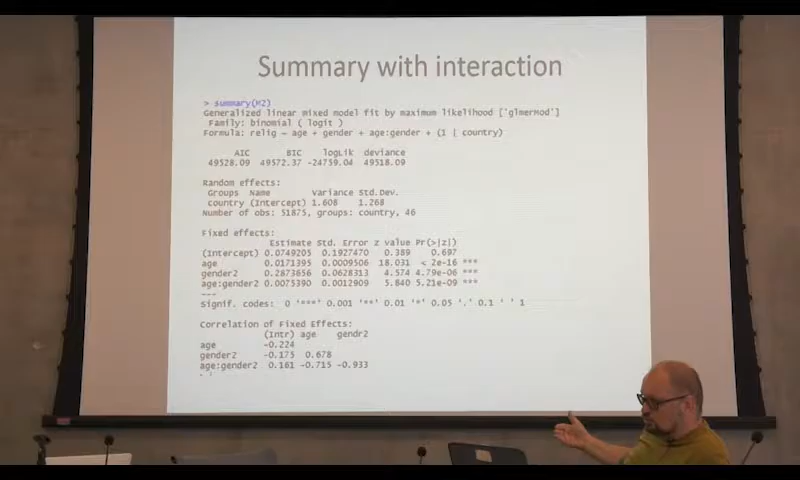 Summary with interaction
> summary(M2)
Generalized linear mixed model fit by maximum likelihood ['glmerMod']
Family: binomial ( logit )
Formula: relig ~ age + gender + age:gender + (1 | country)
AIC BIC logLik deviance
49528.09 49572.37 -24759.04 49518.09
Random effects:
Groups Name Variance Std.Dev.
country (Intercept) 1.608 1.268
Number of obs: 51875, groups: country, 46
Fixed effects:
Estimate Std. Error z value Pr(>|z|)
(Intercept) 0.0749205 0.1927470 0.389 0.697
age 0.0171395 0.0009506 18.031 < 2e-16 ***
gender2 0.2873656 0.0628313 4.574 4.79e-06 ***
age:gender2 0.0075390 0.0012909 5.840 5.21e-09 ***
---
Signif. codes: 0 '***' 0.001 '**' 0.01 '*' 0.05 '.' 0.1 ' ' 1
Correlation of Fixed Effects:
(Intr) age gendr2
age -0.224
gender2 -0.175 0.678
age:gender2 0.161 -0.715 -0.933